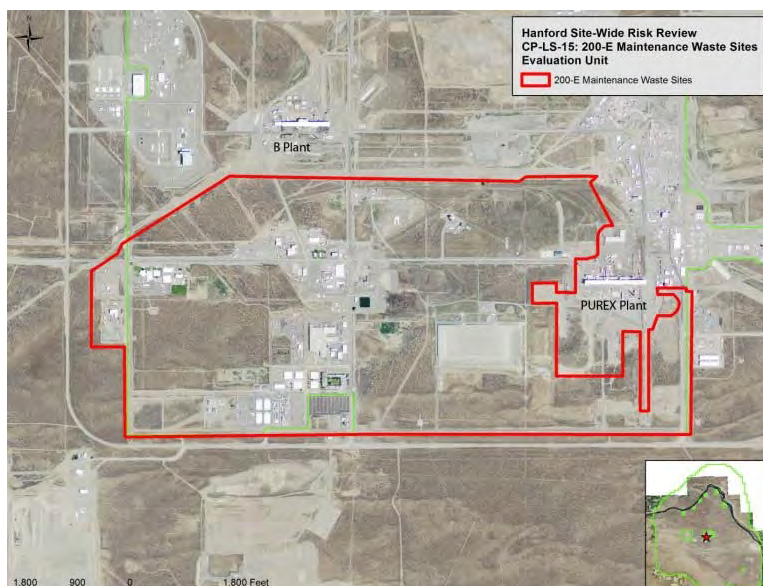 N
Hanford Site-Wide Risk Review
CP-LS-15: 200-E Maintenance Waste Sites
Evaluation Unit
200-E Maintenance Waste Sites
B Plant
PUREX Plant
1,800 900 0 1,800 Feet